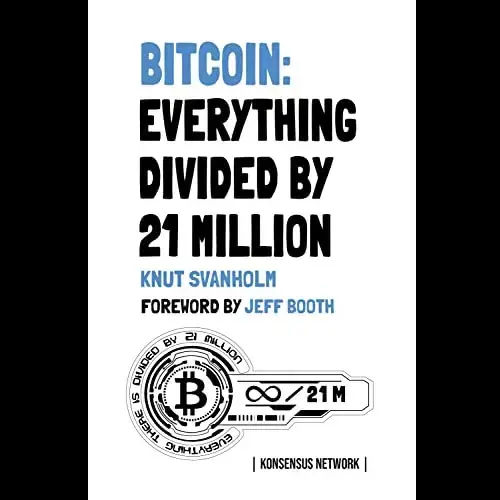 BITCOIN:
EVERYTHING
DIVIDED BY
21 MILLION
KNUT SVANHOLM
FOREWORD BY JEFF BOOTH
EVERYTHING THERE IS DIVIDED BY 21 MILLION
₿
∞/21 M
| KONSENSUS NETWORK |